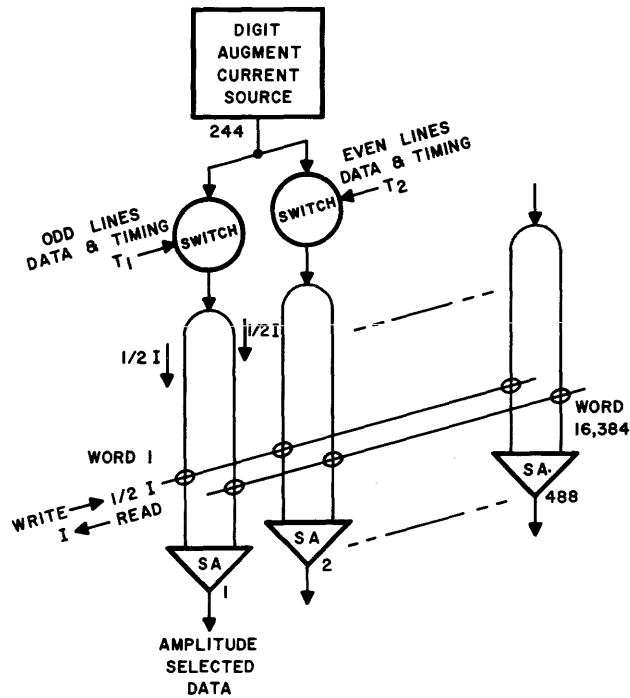 DIGIT
AUGMENT
CURRENT
SOURCE
244
EVEN LINES
DATA & TIMING
T2
SWITCH
ODD LINES
DATA & TIMING
T1
SWITCH
1/2 I
1/2 I
WORD 1
WORD
16,384
WRITE 1/2 I
I READ
SA
1
SA
2
SA.
488
AMPLITUDE
SELECTED
DATA